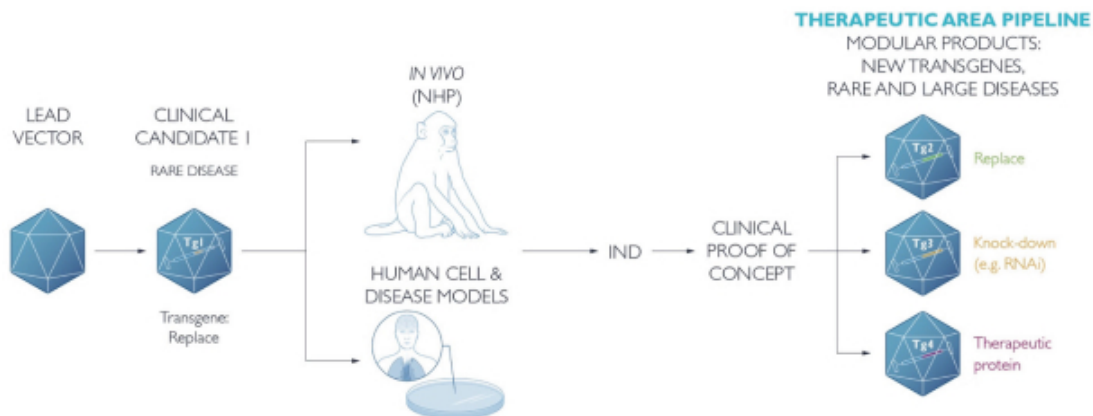 THERAPEUTIC AREA PIPELINE
MODULAR PRODUCTS:
NEW TRANSGENES,
RARE AND LARGE DISEASES
LEAD
VECTOR
CLINICAL
CANDIDATE I
RARE DISEASE
Tg1
Transgene:
Replace
IN VIVO
(NHP)
HUMAN CELL &
DISEASE MODELS
IND
CLINICAL
PROOF OF
CONCEPT
Tg2
Replace
Tg3
Knock-down
(e.g. RNAi)
Tg4
Therapeutic
protein